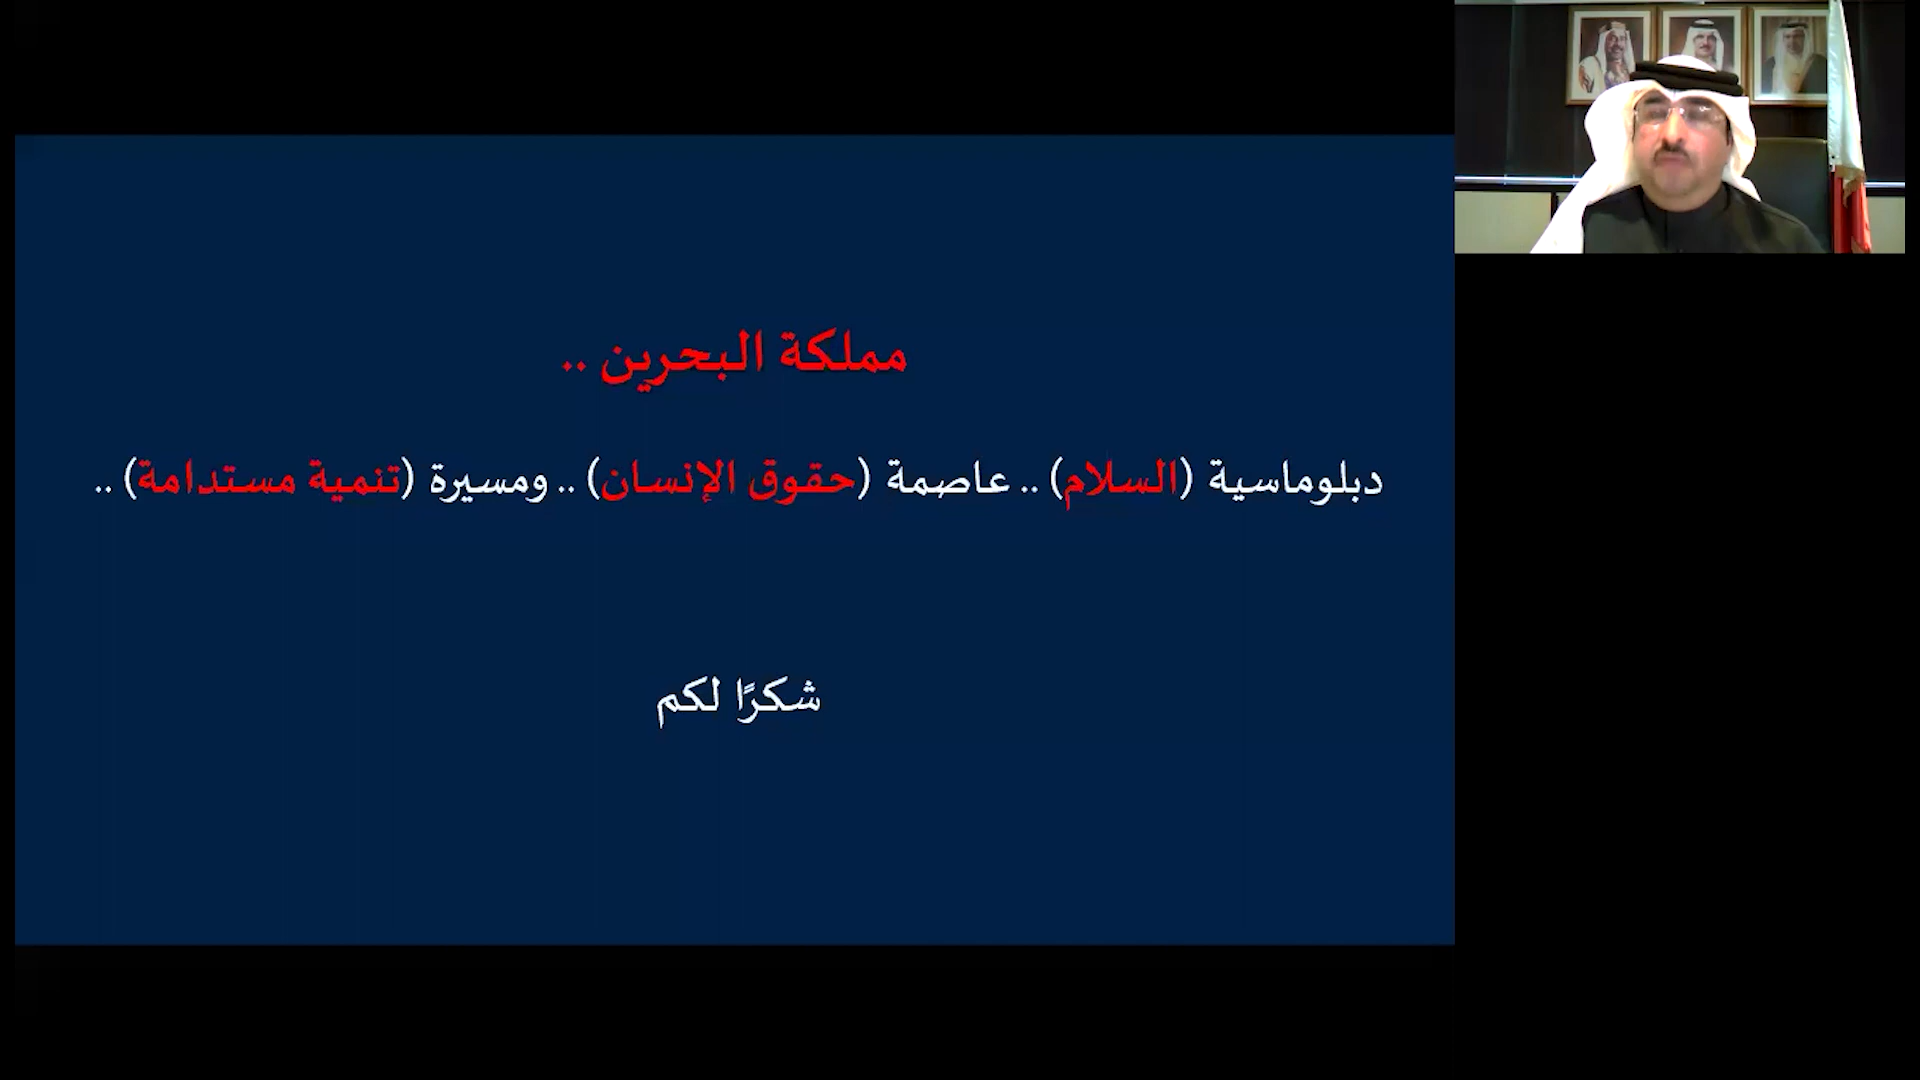 مملكة البحرين ..
دبلوماسية (السلام) .. عاصمة (حقوق الإنسان) .. ومسيرة (تنمية مستدامة) ..
شكرًا لكم